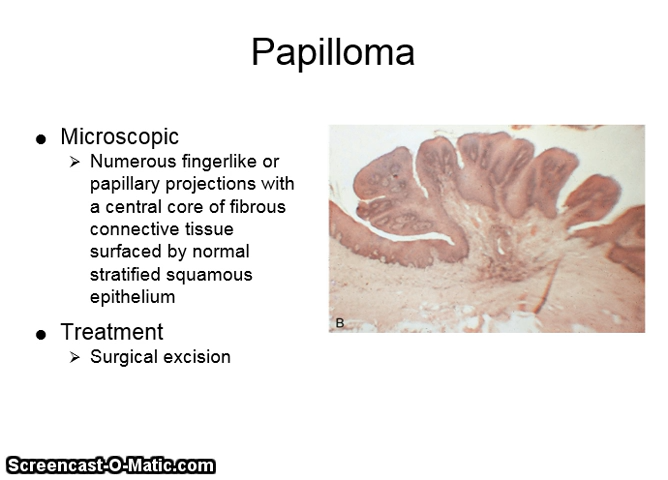 Papilloma
● Microscopic
➢ Numerous fingerlike or
papillary projections with
a central core of fibrous
connective tissue
surfaced by normal
stratified squamous
epithelium
● Treatment
➢ Surgical excision
B
Screencast-O-Matic.com